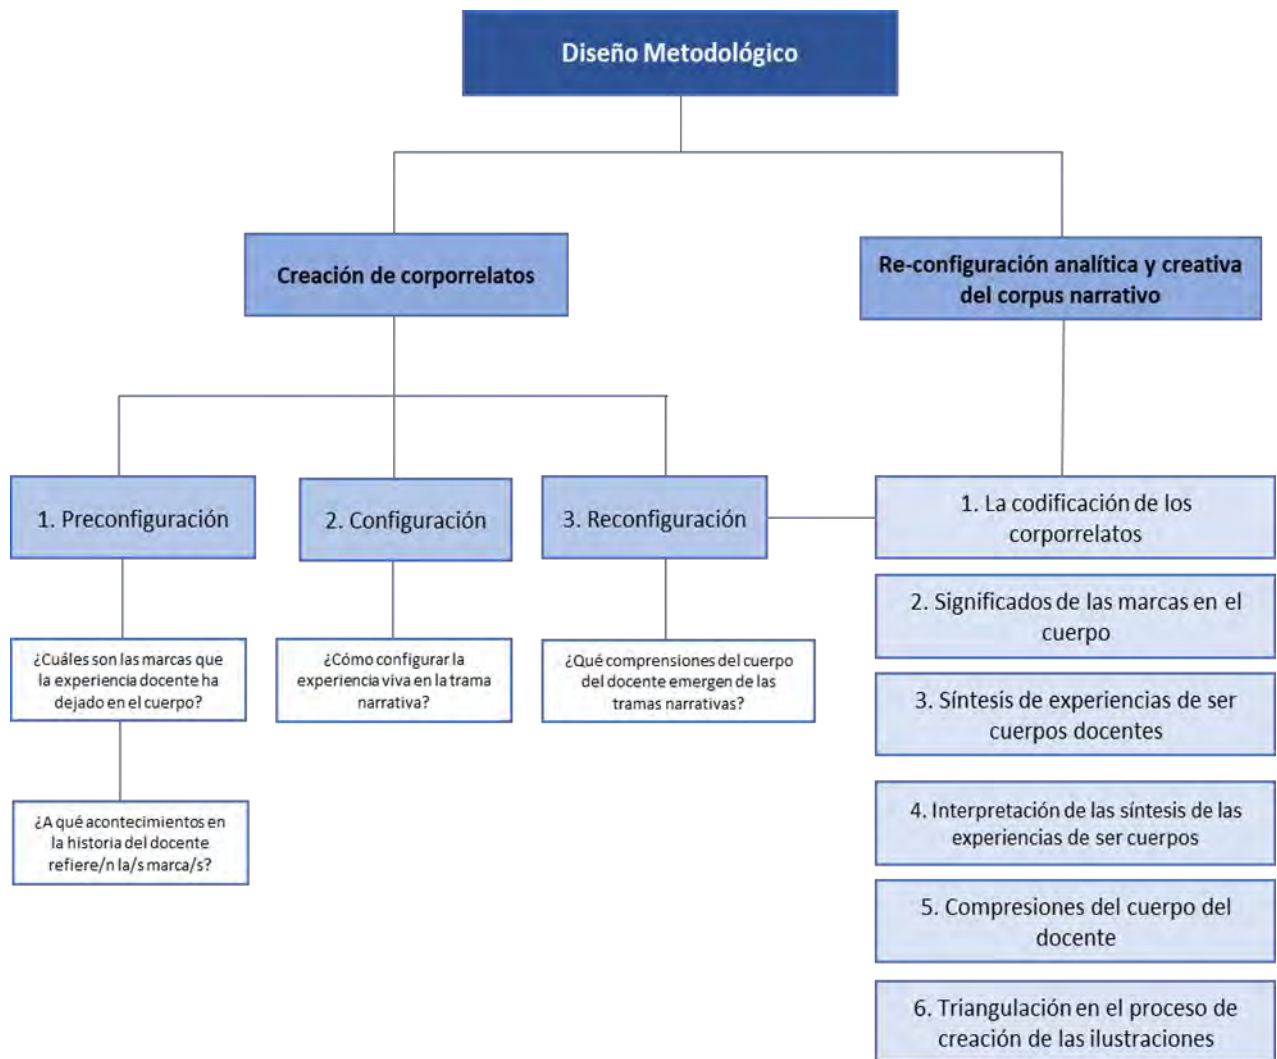 Diseño Metodológico
Creación de corporrelatos
Re-configuración analítica y creativa
del corpus narrativo
1. Preconfiguración
2. Configuración
3. Reconfiguración
1. La codificación de los
corporrelatos
2. Significados de las marcas en el
cuerpo
¿Cuáles son las marcas que
la experiencia docente ha
dejado en el cuerpo?
¿Cómo configurar la
experiencia viva en la trama
narrativa?
¿Qué comprensiones del cuerpo
del docente emergen de las
tramas narrativas?
3. Síntesis de experiencias de ser
cuerpos docentes
¿A qué acontecimientos en
la historia del docente
refiere/n la/s marca/s?
4. Interpretación de las síntesis de las
experiencias de ser cuerpos
5. Compresiones del cuerpo del
docente
6. Triangulación en el proceso de
creación de las ilustraciones